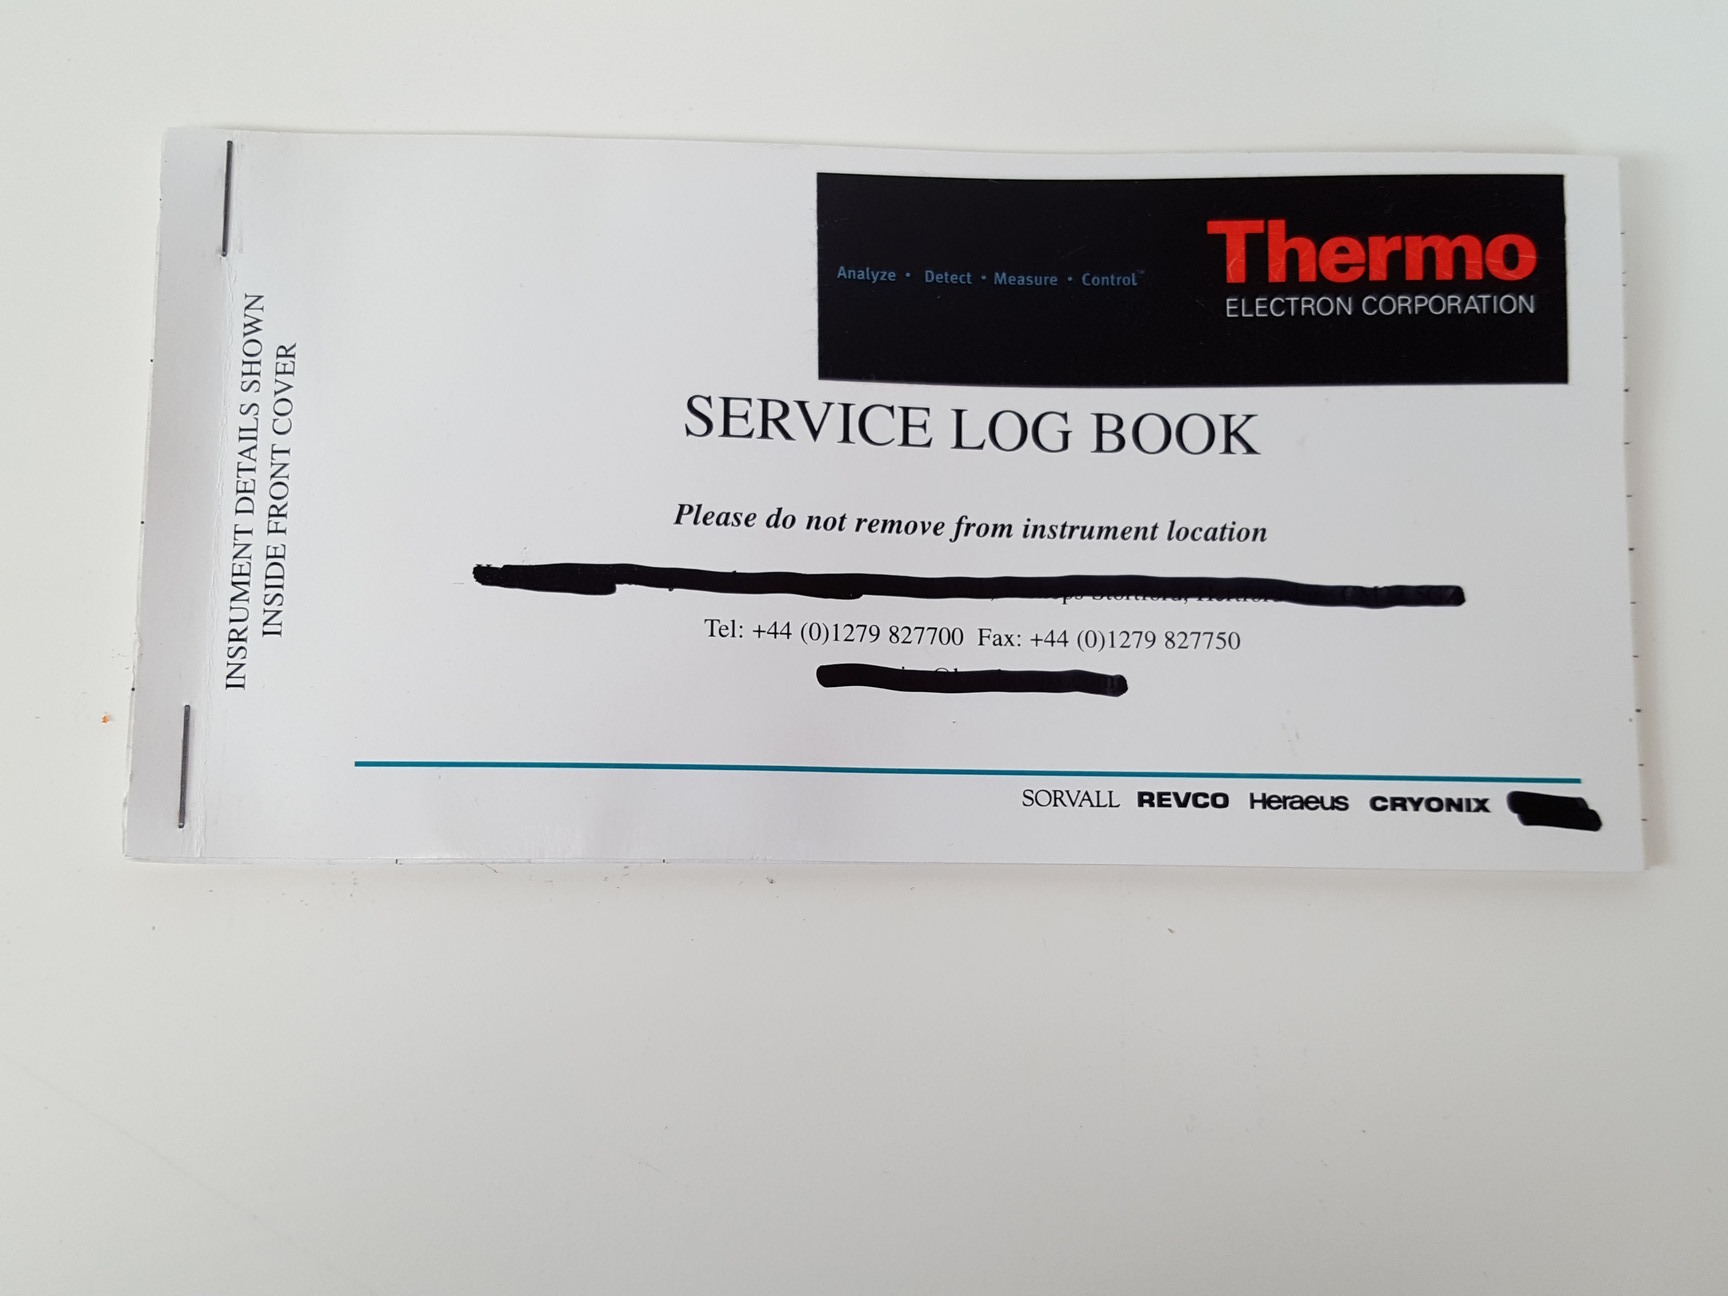 Analyze • Detect • Measure • Control™
Thermo
ELECTRON CORPORATION
SERVICE LOG BOOK
Please do not remove from instrument location
Tel: +44 (0)1279 827700 Fax: +44 (0)1279 827750
SORVALL REVCO Heraeus CRYONIX
INSRUMENT DETAILS SHOWN
INSIDE FRONT COVER